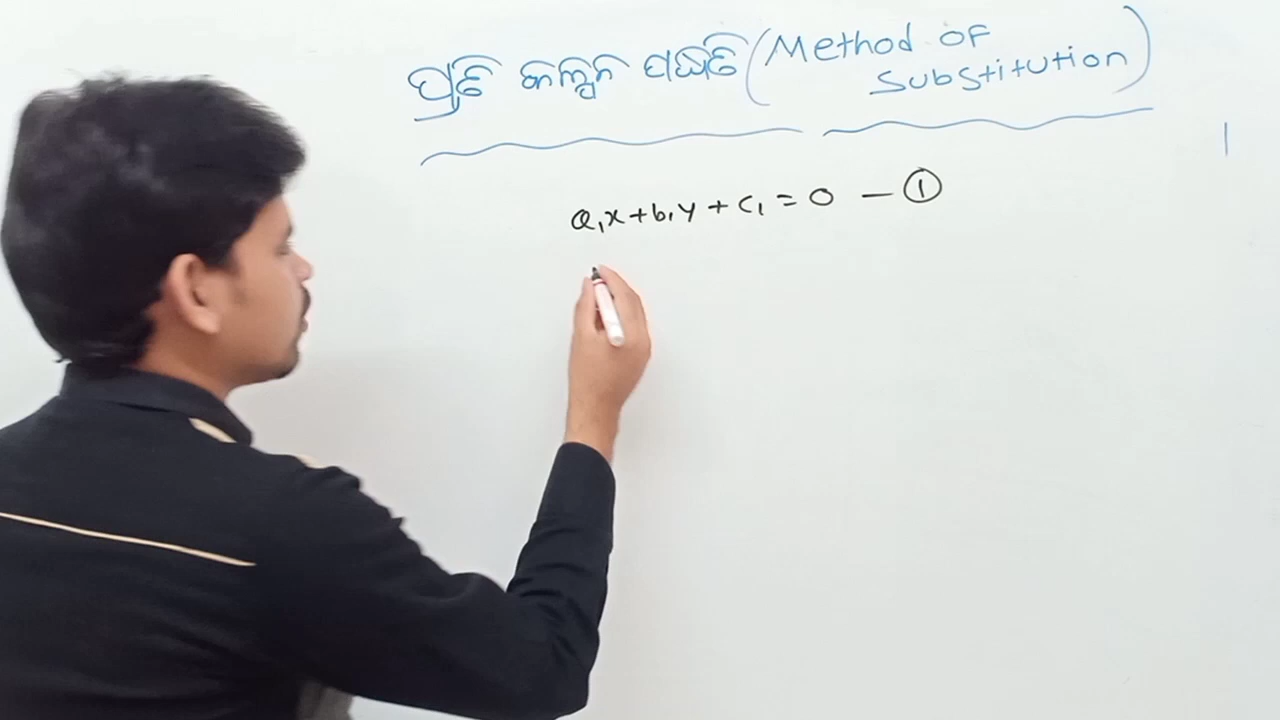 ପ୍ରତି କଳ୍ପନ ପଦ୍ଧତି (Method OF
Substitution)
a₁x + b₁y + c₁ = 0 — ①